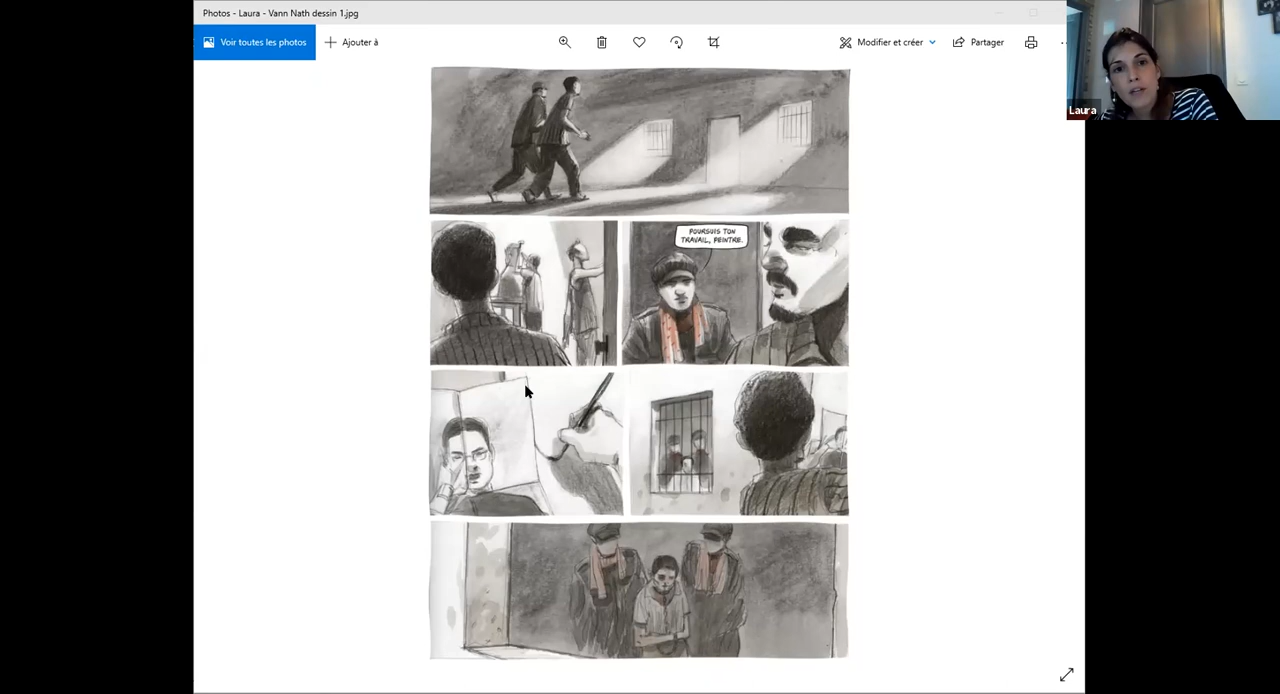 Photos - Laura - Vann Nath dessin 1.jpg
Voir toutes les photos
Ajouter à
Modifier et créer
Partager
Laura
POURSUIS TON
TRAVAIL, PEINTRE.